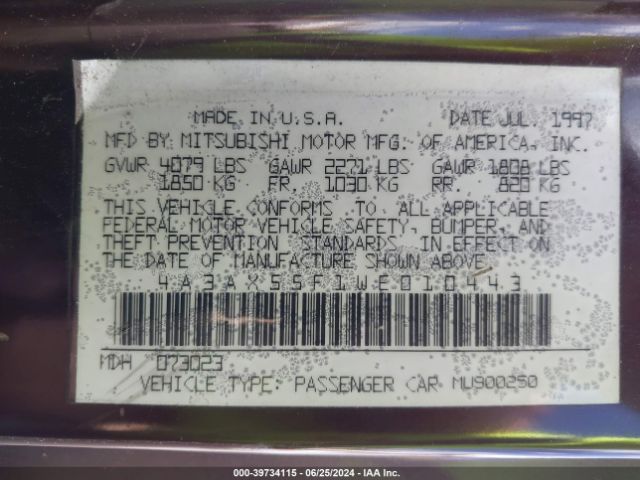 MADE IN U.S.A. DATE JUL. 1997
MFD BY MITSUBISHI MOTOR MFG. OF AMERICA, INC.
GVWR 4079 LBS GAWR 2271 LBS GAWR 1808 LBS
1850 KG FR. 1030 KG RR. 820 KG
THIS VEHICLE CONFORMS TO ALL APPLICABLE
FEDERAL MOTOR VEHICLE SAFETY, BUMPER, AND
THEFT PREVENTION STANDARDS IN EFFECT ON
THE DATE OF MANUFACTURE SHOWN ABOVE
4A3AX55F1WE010443
MDH 073023
VEHICLE TYPE: PASSENGER CAR MU900250
000-39734115 - 06/25/2024 - IAA Inc.